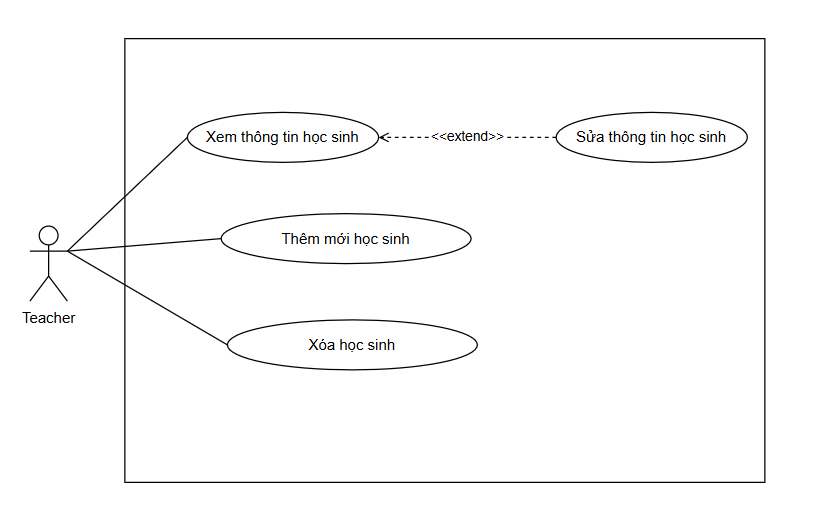 Xem thông tin học sinh
<<extend>>
Sửa thông tin học sinh
Thêm mới học sinh
Teacher
Xóa học sinh